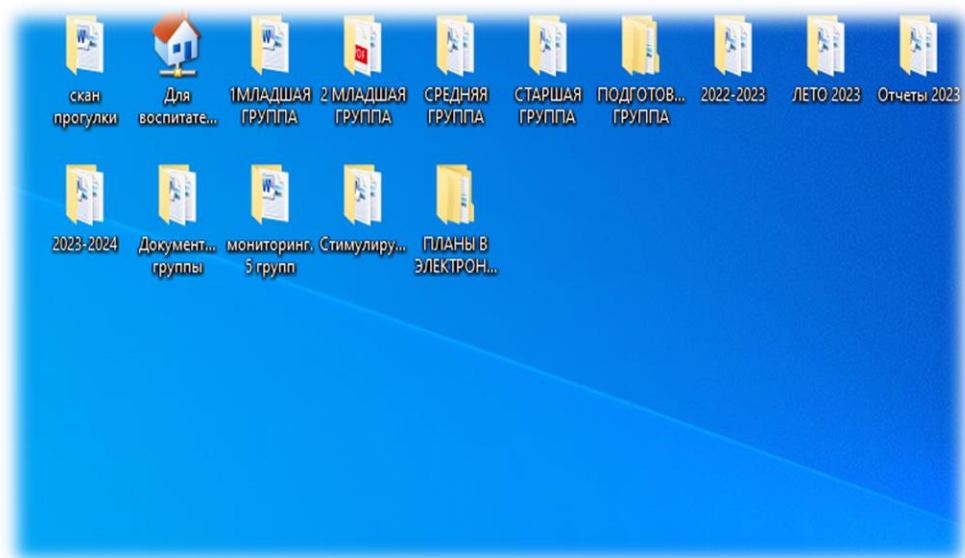 скан прогулки
Для воспитате...
1МЛАДШАЯ ГРУППА
2 МЛАДШАЯ ГРУППА
СРЕДНЯЯ ГРУППА
СТАРШАЯ ГРУППА
ПОДГОТОВ... ГРУППА
2022-2023
ЛЕТО 2023
Отчеты 2023
2023-2024
Документ... группы
мониторинг. 5 групп
Стимулиру...
ПЛАНЫ В ЭЛЕКТРОН...